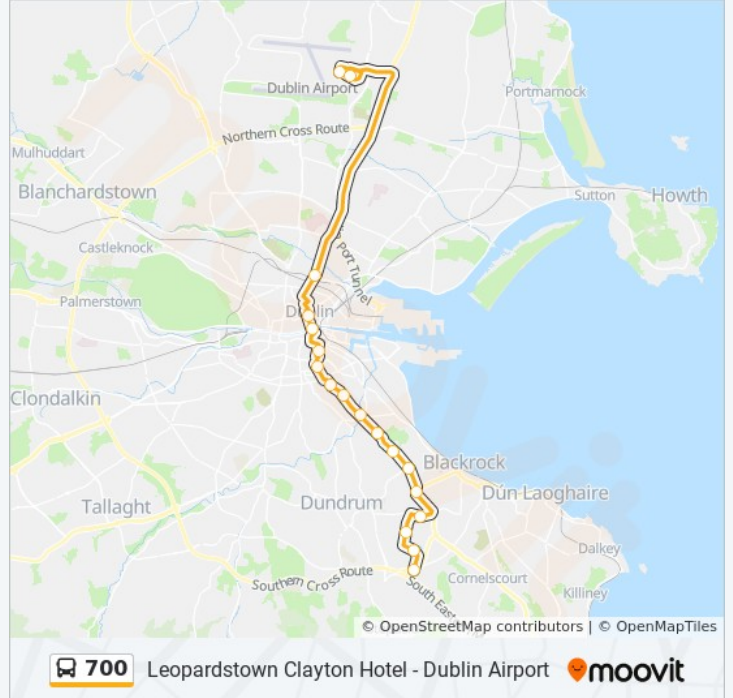 Dublin Airport
Portmarnock
Northern Cross Route
Mulhuddart
Blanchardstown
Sutton
Howth
Castleknock
Port Tunnel
Palmerstown
Dublin
Clondalkin
Blackrock
Dún Laoghaire
Tallaght
Dundrum
Dalkey
Southern Cross Route
Cornelscourt
South East
Killiney
© OpenStreetMap contributors | © OpenMapTiles
700 Leopardstown Clayton Hotel - Dublin Airport moovit